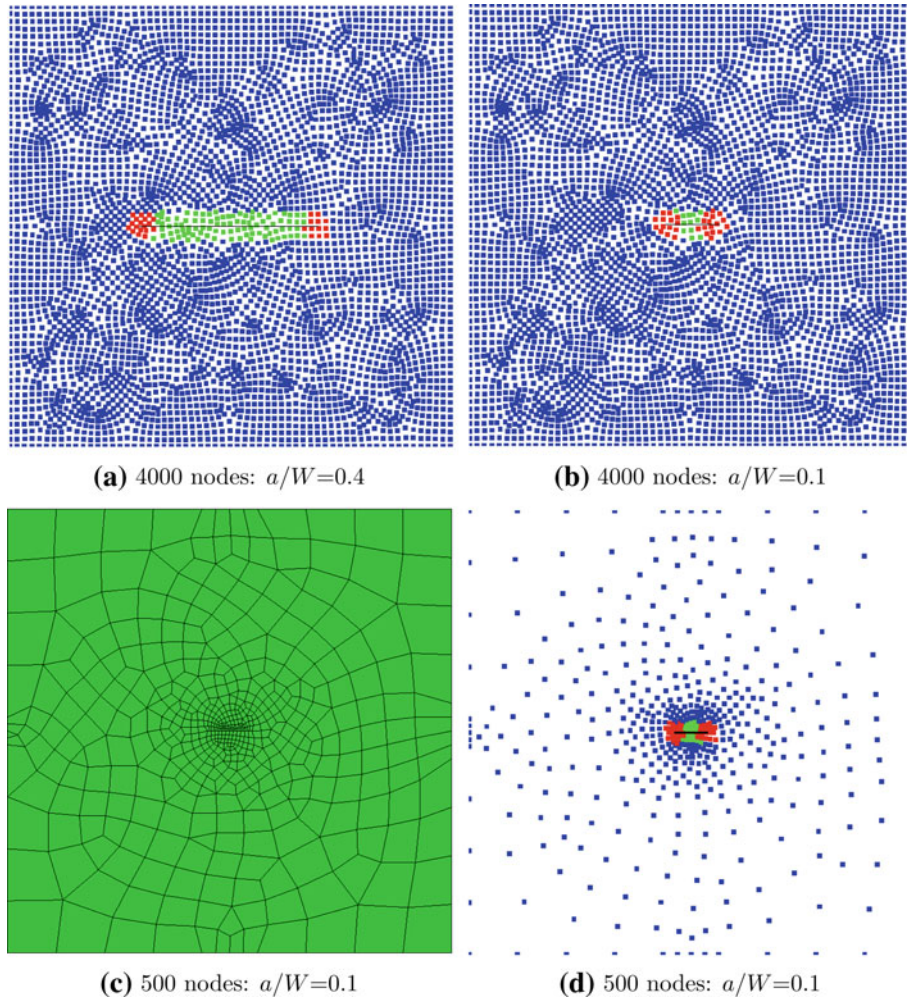 (a) 4000 nodes: a/W=0.4
(b) 4000 nodes: a/W=0.1
(c) 500 nodes: a/W=0.1
(d) 500 nodes: a/W=0.1